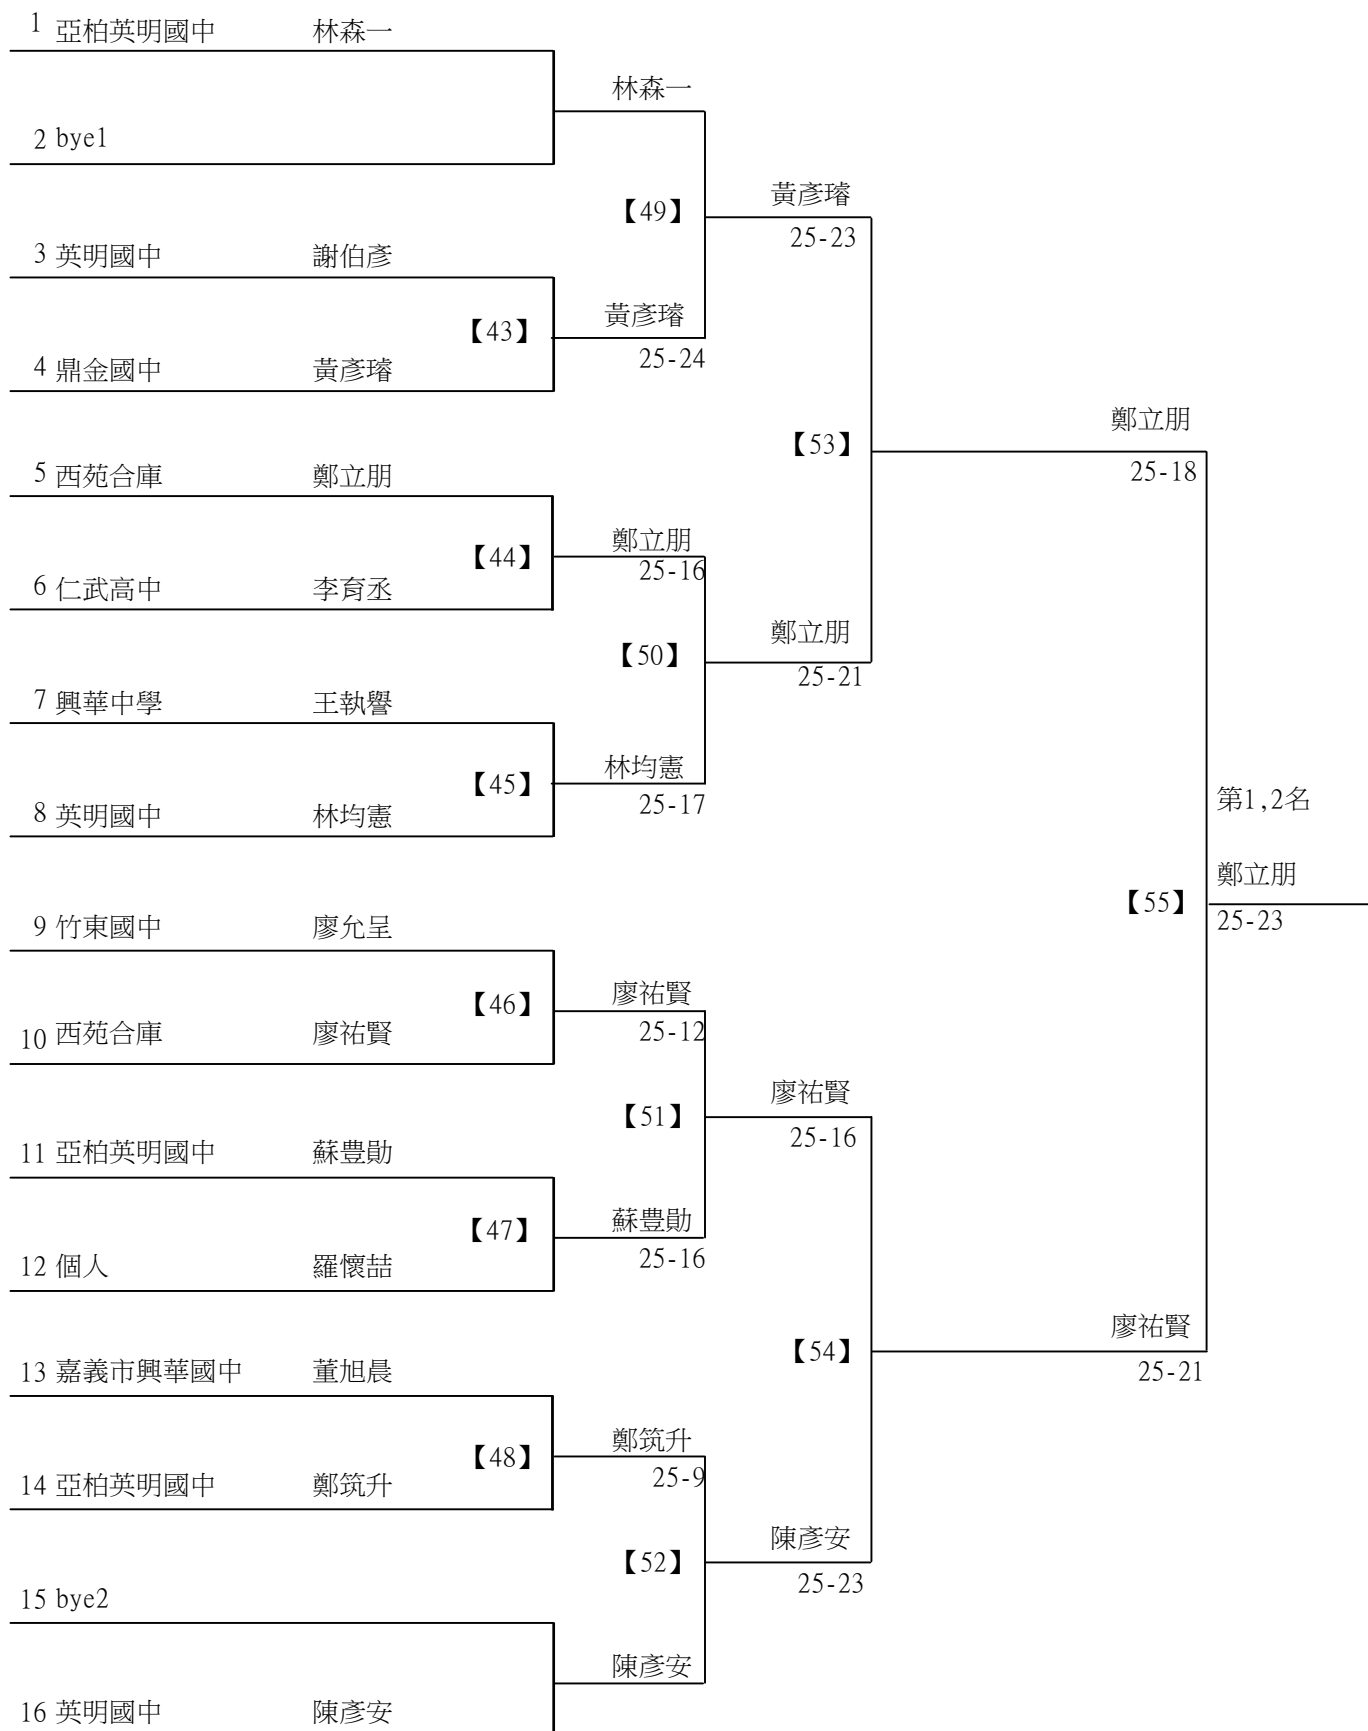 1 亞柏英明國中 林森一
林森一
2 bye1
【49】 黃彥璿
25-23
3 英明國中 謝伯彥
【43】 黃彥璿
25-24
4 鼎金國中 黃彥璿
【53】 鄭立朋
25-18
5 西苑合庫 鄭立朋
【44】 鄭立朋
25-16
6 仁武高中 李育丞
【50】 鄭立朋
25-21
7 興華中學 王執譽
【45】 林均憲
25-17
8 英明國中 林均憲
第1,2名
【55】 鄭立朋
25-23
9 竹東國中 廖允呈
【46】 廖祐賢
25-12
10 西苑合庫 廖祐賢
【51】 廖祐賢
25-16
11 亞柏英明國中 蘇豊勛
【47】 蘇豊勛
25-16
12 個人 羅懷喆
【54】 廖祐賢
25-21
13 嘉義市興華國中 董旭晨
【48】 鄭筑升
25-9
14 亞柏英明國中 鄭筑升
【52】 陳彥安
25-23
15 bye2
陳彥安
16 英明國中 陳彥安